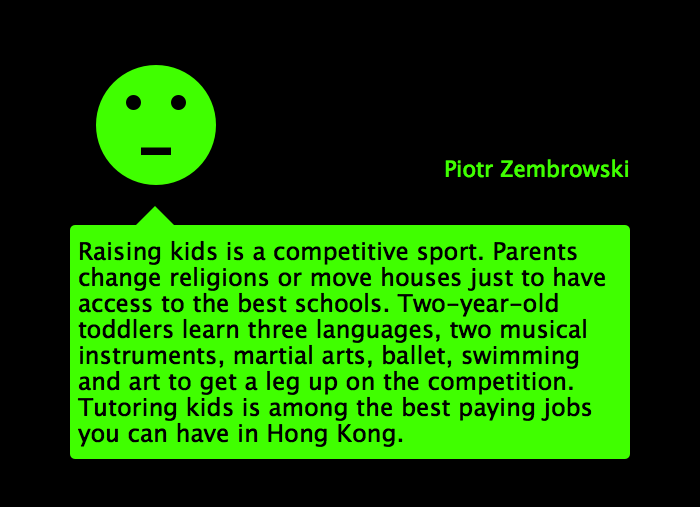 Piotr Zembrowski
Raising kids is a competitive sport. Parents
change religions or move houses just to have
access to the best schools. Two-year-old
toddlers learn three languages, two musical
instruments, martial arts, ballet, swimming
and art to get a leg up on the competition.
Tutoring kids is among the best paying jobs
you can have in Hong Kong.